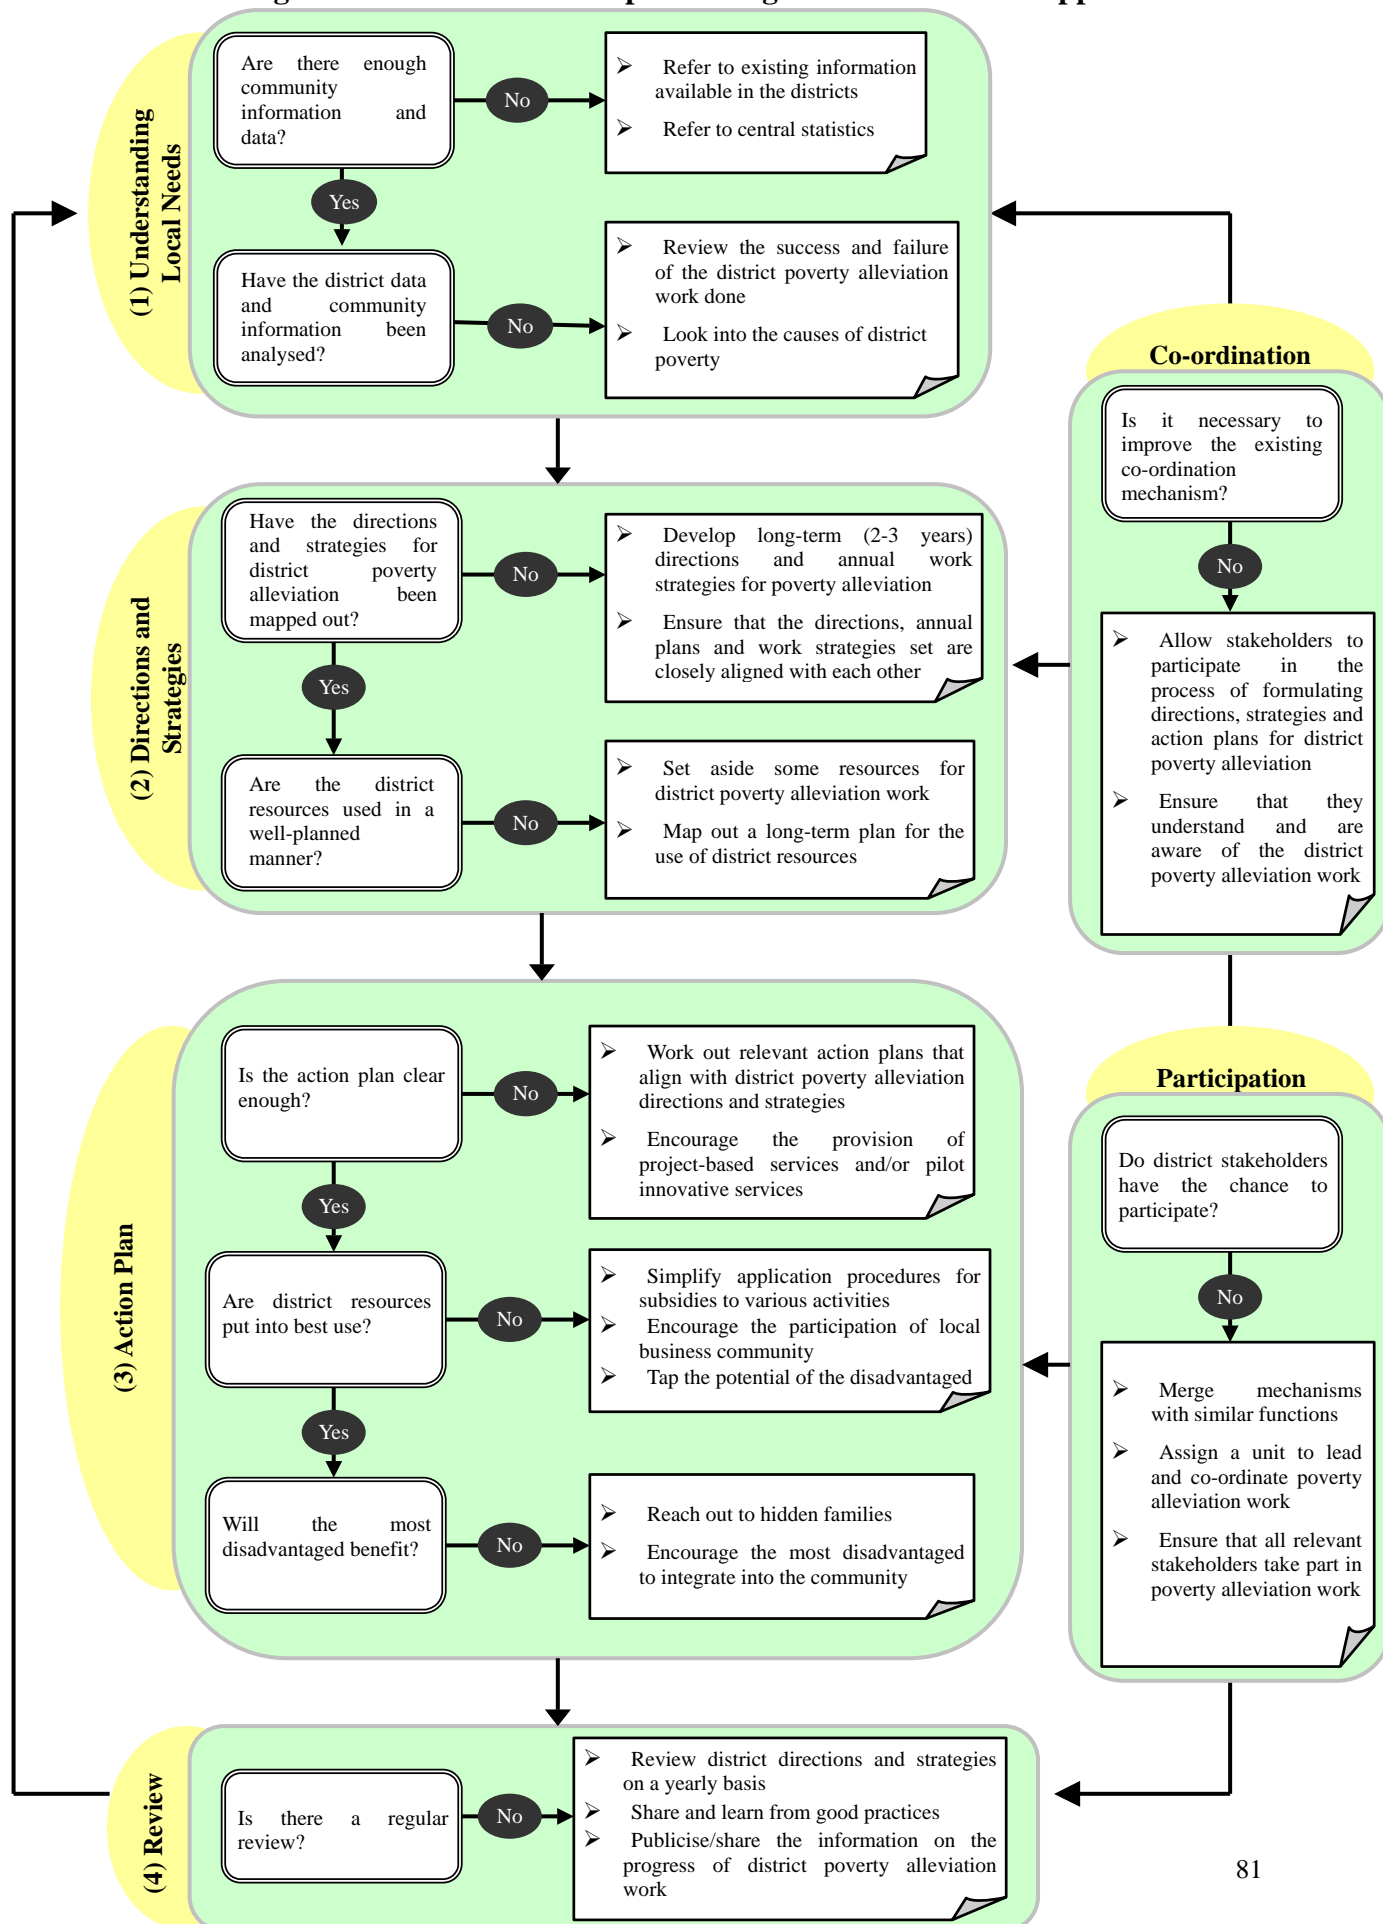 (1) Understanding
Local Needs
Are there enough
community
information and
data?
No
Refer to existing information
available in the districts
Refer to central statistics
Yes
Have the district data
and community
information been
analysed?
No
Review the success and failure
of the district poverty alleviation
work done
Look into the causes of district
poverty
(2) Directions and
Strategies
Have the directions
and strategies for
district poverty
alleviation been
mapped out?
No
Develop long-term (2-3 years)
directions and annual work
strategies for poverty alleviation
Ensure that the directions, annual
plans and work strategies set are
closely aligned with each other
Yes
Are the district
resources used in a
well-planned
manner?
No
Set aside some resources for
district poverty alleviation work
Map out a long-term plan for the
use of district resources
(3) Action Plan
Is the action plan clear
enough?
No
Work out relevant action plans that
align with district poverty alleviation
directions and strategies
Encourage the provision of
project-based services and/or pilot
innovative services
Yes
Are district resources
put into best use?
No
Simplify application procedures for
subsidies to various activities
Encourage the participation of local
business community
Tap the potential of the disadvantaged
Yes
Will the most
disadvantaged benefit?
No
Reach out to hidden families
Encourage the most disadvantaged
to integrate into the community
(4) Review
Is there a regular
review?
No
Review district directions and strategies
on a yearly basis
Share and learn from good practices
Publicise/share the information on the
progress of district poverty alleviation
work
Co-ordination
Is it necessary to
improve the existing
co-ordination
mechanism?
No
Allow stakeholders to
participate in the
process of formulating
directions, strategies and
action plans for district
poverty alleviation
Ensure that they
understand and are
aware of the district
poverty alleviation work
Participation
Do district stakeholders
have the chance to
participate?
No
Merge mechanisms
with similar functions
Assign a unit to lead
and co-ordinate poverty
alleviation work
Ensure that all relevant
stakeholders take part in
poverty alleviation work
81